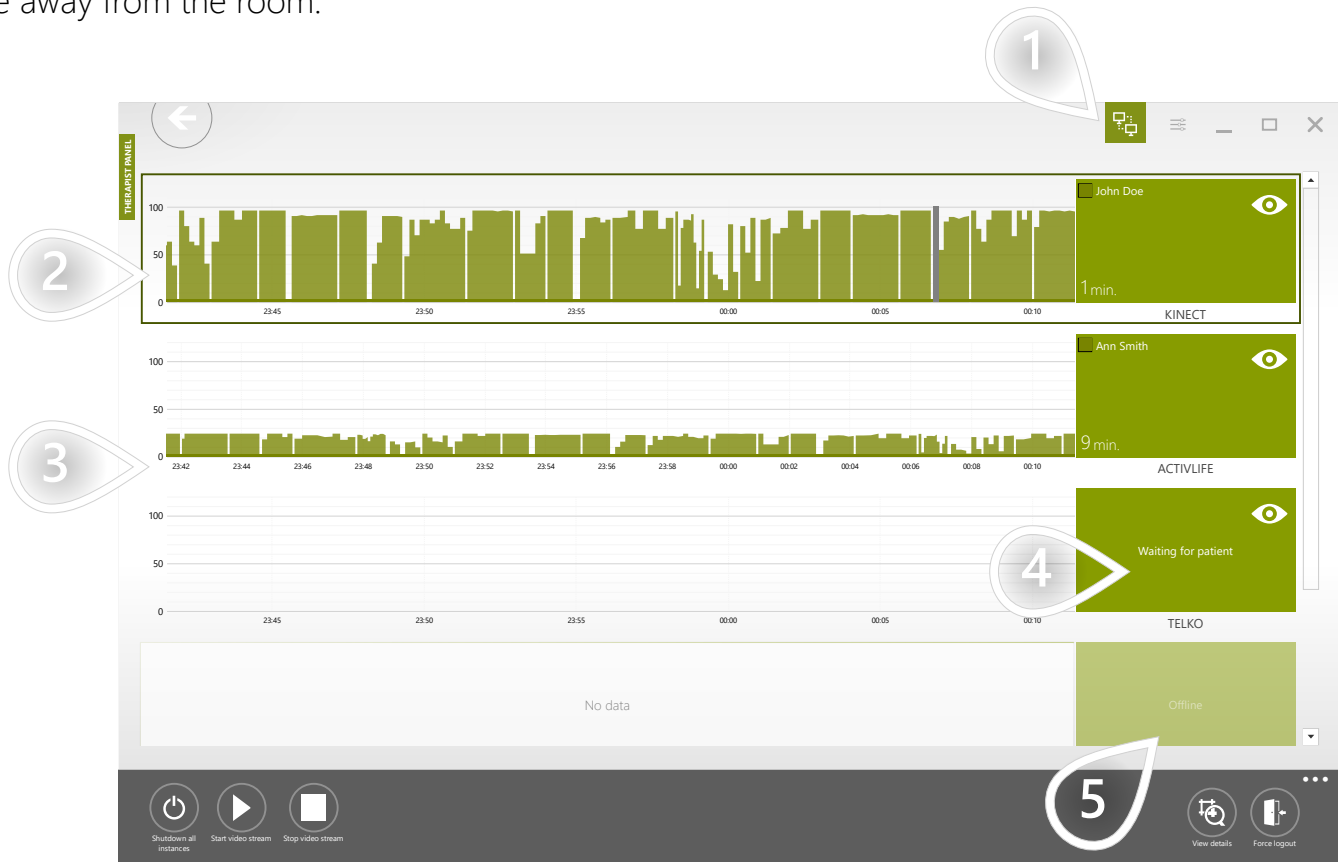 e away from the room.
1
THERAPIST PANEL
100
50
0
23:45
23:50
23:55
00:00
00:05
00:10
John Doe
1 min.
KINECT
2
100
50
0
23:42
23:44
23:46
23:48
23:50
23:52
23:54
23:56
23:58
00:00
00:02
00:04
00:06
00:08
00:10
Ann Smith
9 min.
ACTIVLIFE
3
100
50
0
23:45
23:50
23:55
00:00
00:05
00:10
4
Waiting for patient
TELKO
No data
Offline
5
Shutdown all
instances
Start video stream
Stop video stream
View details
Force logout